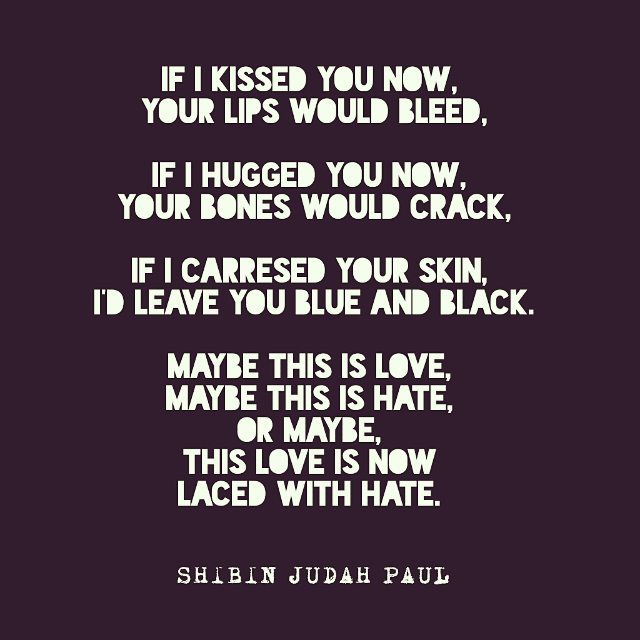 IF I KISSED YOU NOW,
YOUR LIPS WOULD BLEED,
IF I HUGGED YOU NOW,
YOUR BONES WOULD CRACK,
IF I CARRESED YOUR SKIN,
I'D LEAVE YOU BLUE AND BLACK.
MAYBE THIS IS LOVE,
MAYBE THIS IS HATE,
OR MAYBE,
THIS LOVE IS NOW
LACED WITH HATE.
SHIBIN JUDAH PAUL